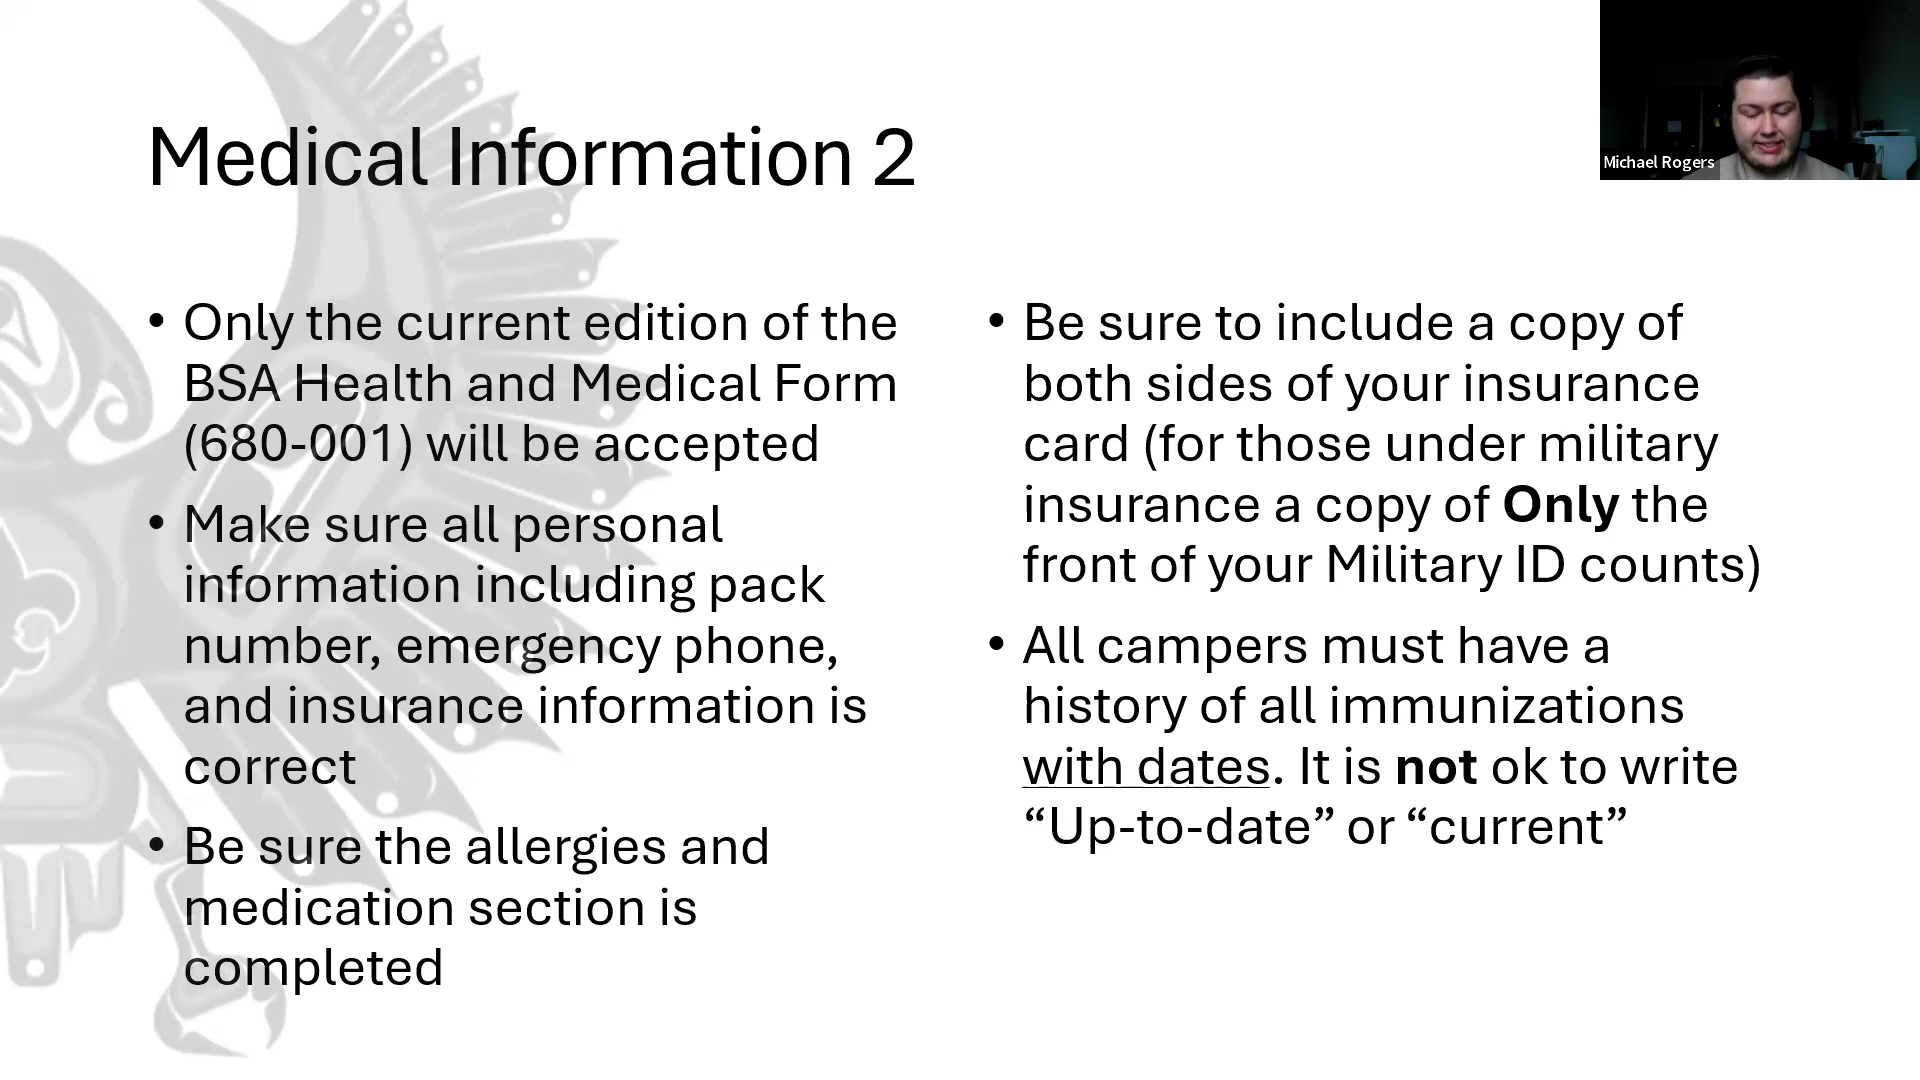 Medical Information 2
Michael Rogers
• Only the current edition of the
BSA Health and Medical Form
(680-001) will be accepted
• Make sure all personal
information including pack
number, emergency phone,
and insurance information is
correct
• Be sure the allergies and
medication section is
completed
• Be sure to include a copy of
both sides of your insurance
card (for those under military
insurance a copy of Only the
front of your Military ID counts)
• All campers must have a
history of all immunizations
with dates. It is not ok to write
“Up-to-date” or “current”